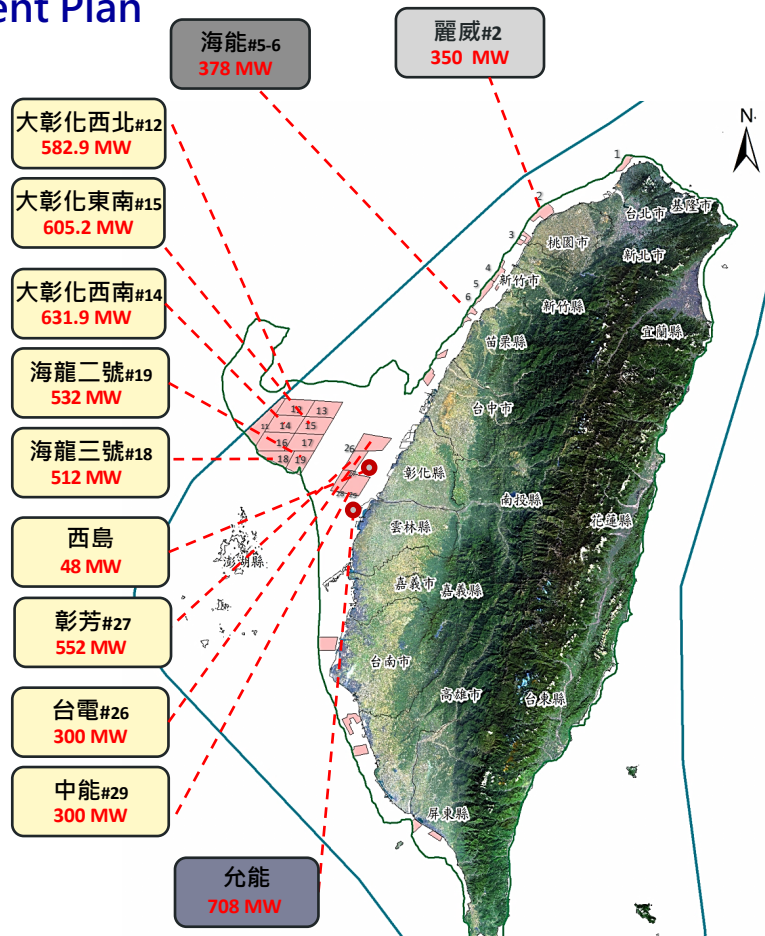 ent Plan
海能#5-6
378 MW
麗威#2
350 MW
大彰化西北#12
582.9 MW
大彰化東南#15
605.2 MW
大彰化西南#14
631.9 MW
海龍二號#19
532 MW
海龍三號#18
512 MW
西島
48 MW
彰芳#27
552 MW
台電#26
300 MW
中能#29
300 MW
允能
708 MW
N
1
2
3
4
5
6
基隆市
台北市
桃園市
新北市
新竹市
新竹縣
宜蘭縣
苗栗縣
台中市
12
13
11
14
15
16
17
18
19
26
彰化縣
南投縣
花蓮縣
雲林縣
澎湖縣
嘉義市
嘉義縣
台南市
高雄市
台東縣
屏東縣